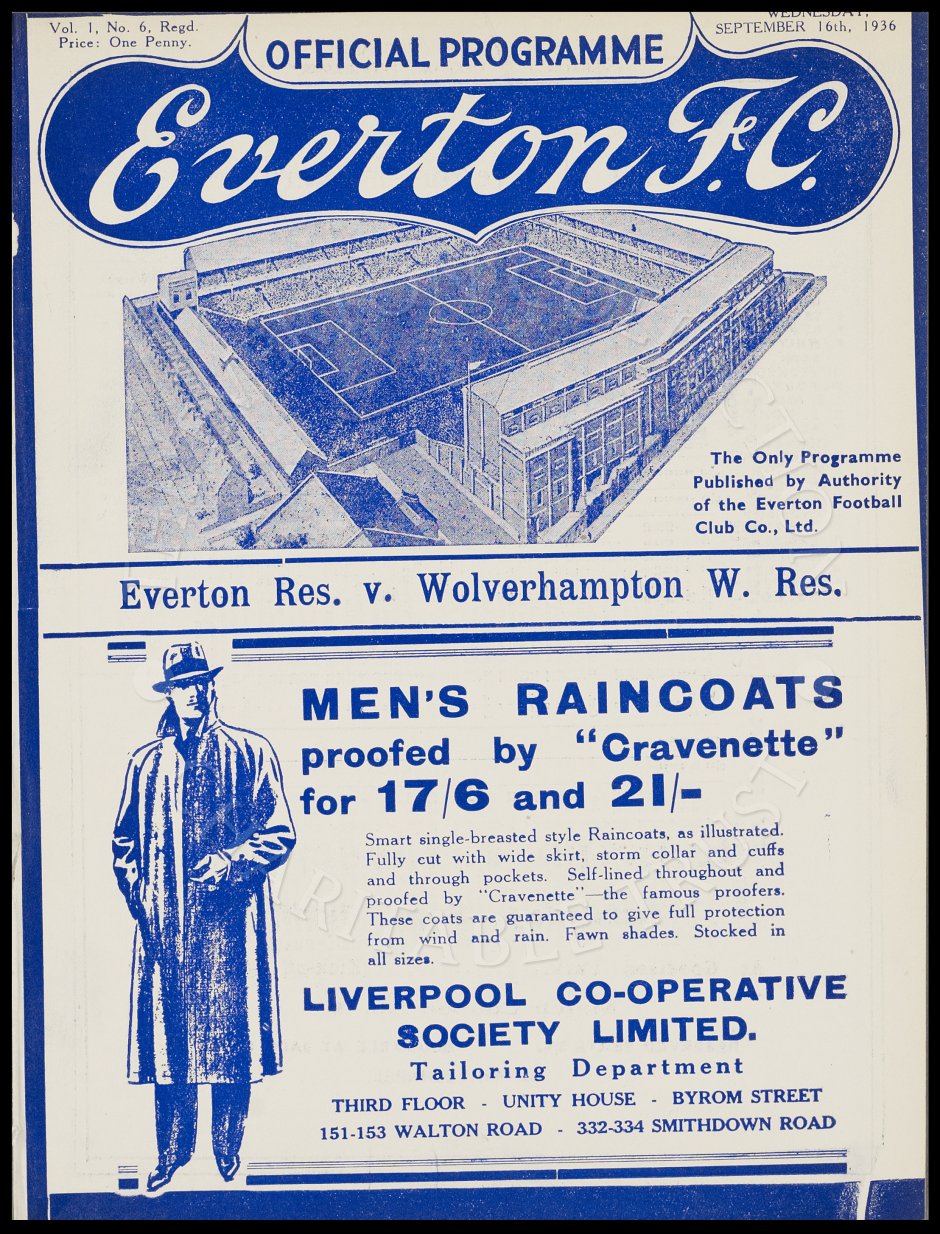 Vol. 1, No. 6, Regd.
Price: One Penny.
WEDNESDAY,
SEPTEMBER 16th, 1936
OFFICIAL PROGRAMME
Everton F.C.
The Only Programme
Published by Authority
of the Everton Football
Club Co., Ltd.
Everton Res. v. Wolverhampton W. Res.
MEN'S RAINCOATS
proofed by "Cravenette"
for 17/6 and 21/-
Smart single-breasted style Raincoats, as illustrated.
Fully cut with wide skirt, storm collar and cuffs
and through pockets. Self-lined throughout and
proofed by "Cravenette"—the famous proofers.
These coats are guaranteed to give full protection
from wind and rain. Fawn shades. Stocked in
all sizes.
LIVERPOOL CO-OPERATIVE
SOCIETY LIMITED.
Tailoring Department
THIRD FLOOR - UNITY HOUSE - BYROM STREET
151-153 WALTON ROAD - 332-334 SMITHDOWN ROAD